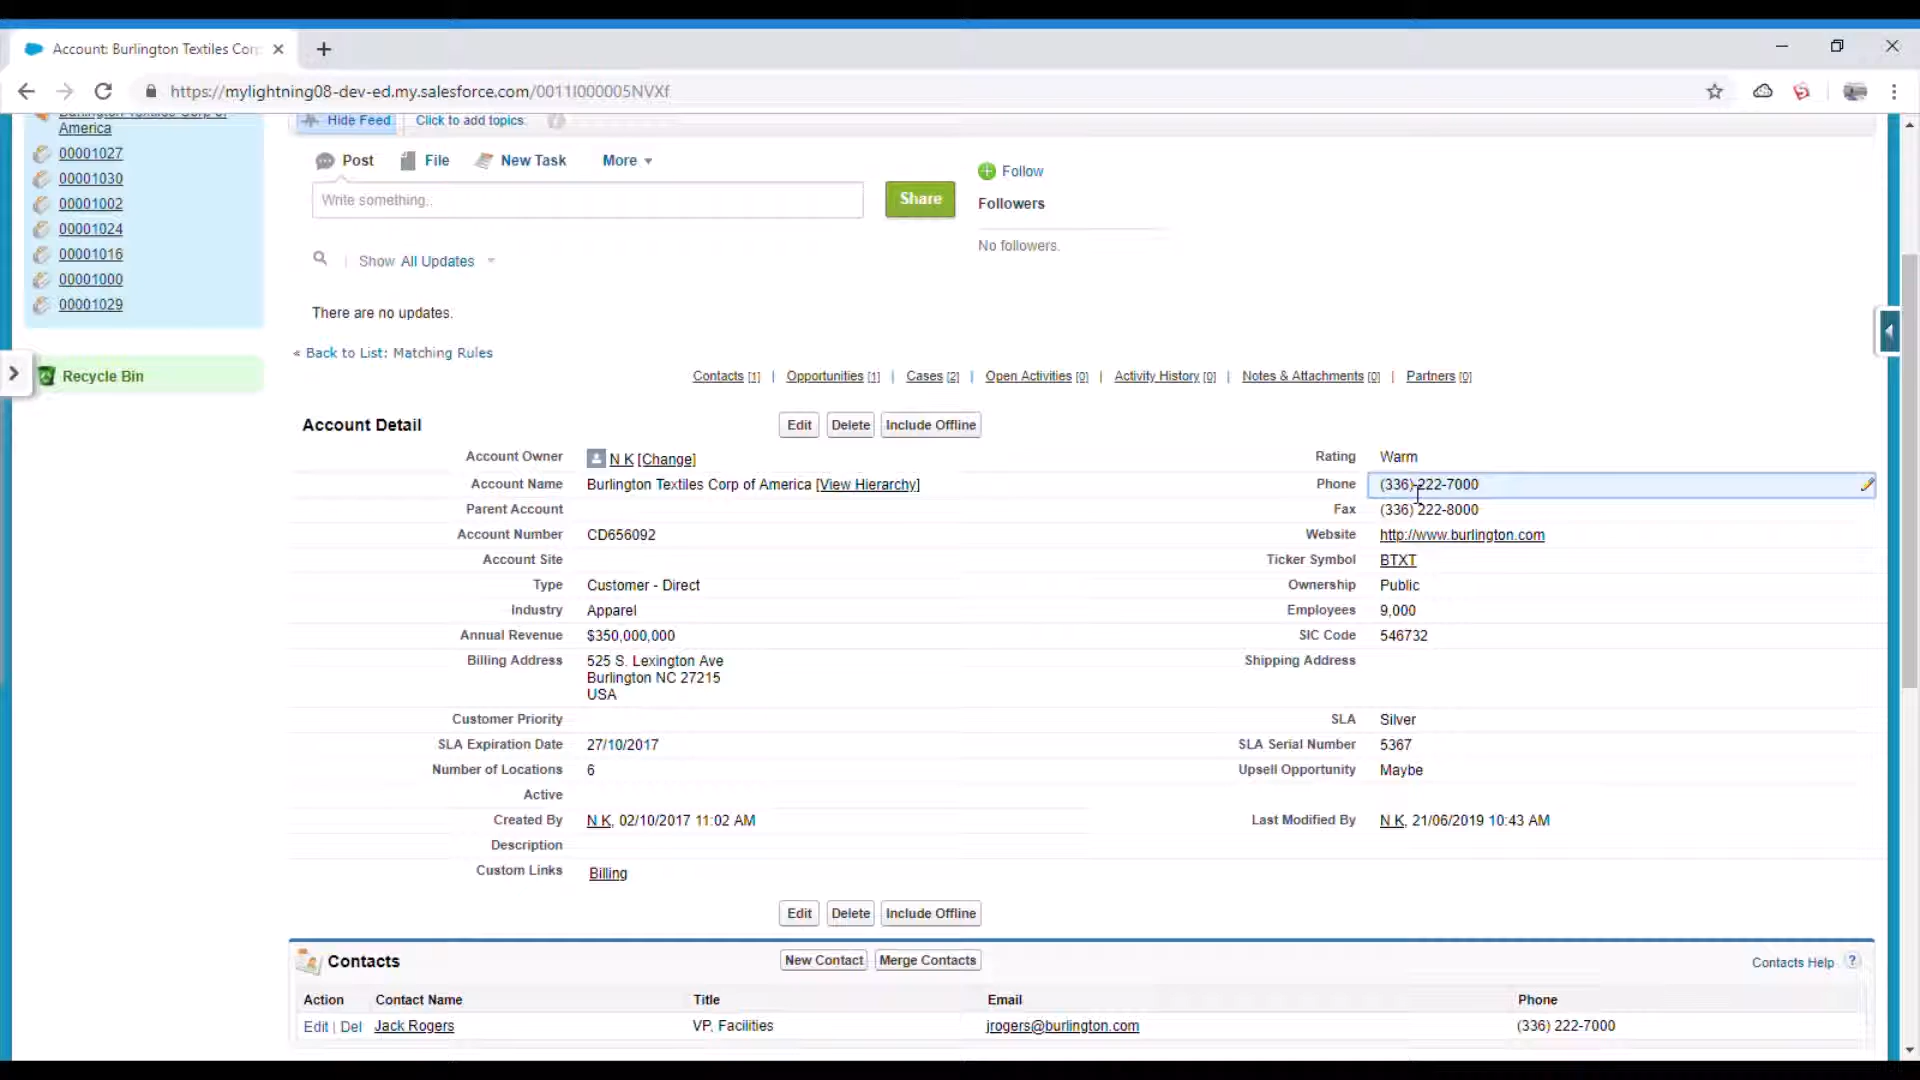 Account: Burlington Textiles Corp
https://mylightning08-dev-ed.my.salesforce.com/0011I000005NVXf
Burlington Textiles Corp of
America
00001027
00001030
00001002
00001024
00001016
00001000
00001029
Recycle Bin
Hide Feed Click to add topics
Post File New Task More
Write something..
Share
Follow
Followers
No followers.
Show All Updates
There are no updates.
« Back to List: Matching Rules
Contacts [1] | Opportunities [1] | Cases [2] | Open Activities [0] | Activity History [0] | Notes & Attachments [0] | Partners [0]
Account Detail Edit Delete Include Offline
Account Owner N K [Change] Rating Warm
Account Name Burlington Textiles Corp of America [View Hierarchy] Phone (336) 222-7000
Parent Account Fax (336) 222-8000
Account Number CD656092 Website http://www.burlington.com
Account Site Ticker Symbol BTXT
Type Customer - Direct Ownership Public
Industry Apparel Employees 9,000
Annual Revenue $350,000,000 SIC Code 546732
Billing Address 525 S. Lexington Ave Shipping Address
Burlington NC 27215
USA
Customer Priority SLA Silver
SLA Expiration Date 27/10/2017 SLA Serial Number 5367
Number of Locations 6 Upsell Opportunity Maybe
Active
Created By N K, 02/10/2017 11:02 AM Last Modified By N K, 21/06/2019 10:43 AM
Description
Custom Links Billing
Edit Delete Include Offline
Contacts New Contact Merge Contacts Contacts Help ?
Action Contact Name Title Email Phone
Edit | Del Jack Rogers VP, Facilities jrogers@burlington.com (336) 222-7000